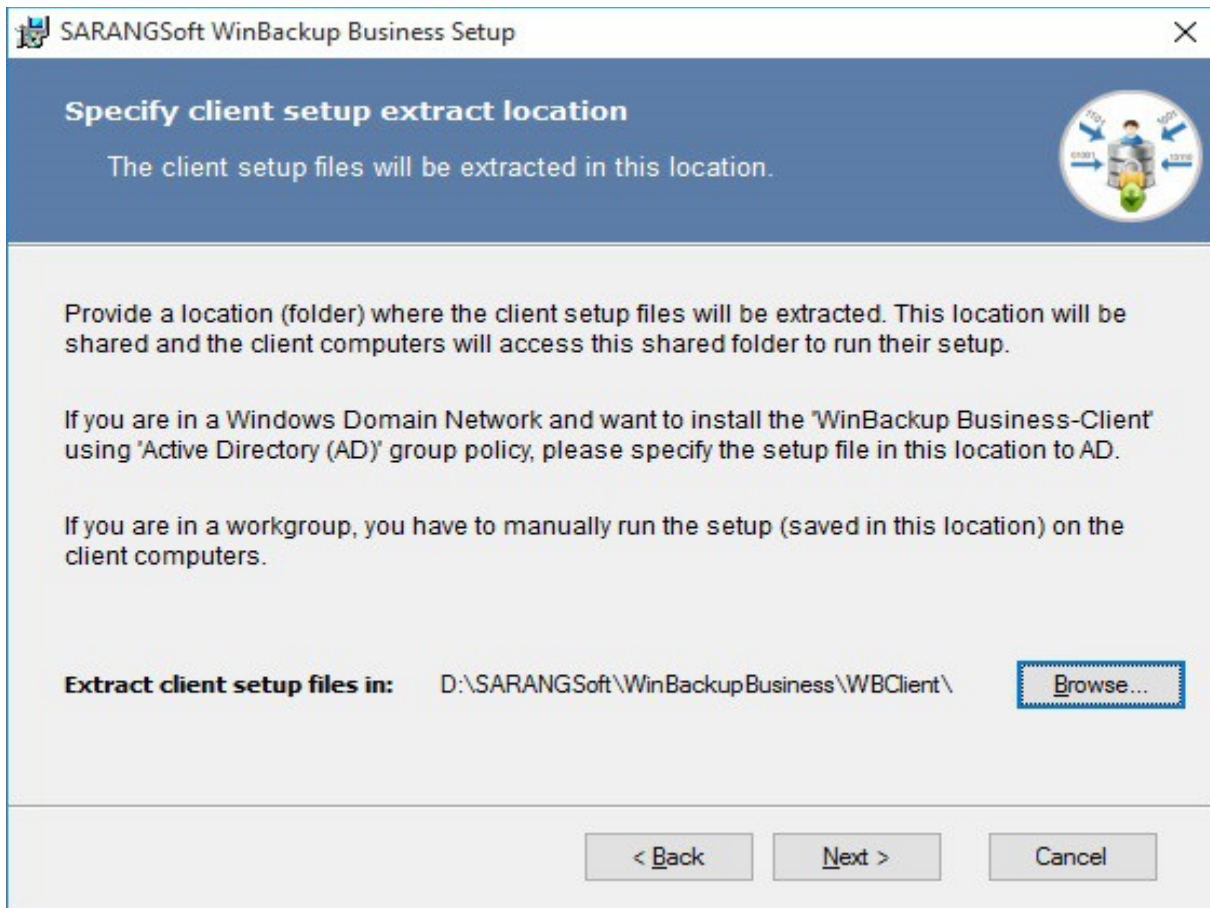 SARANGSoft WinBackup Business Setup
Specify client setup extract location
The client setup files will be extracted in this location.
1101
1001
01001
10110
Provide a location (folder) where the client setup files will be extracted. This location will be
shared and the client computers will access this shared folder to run their setup.
If you are in a Windows Domain Network and want to install the 'WinBackup Business-Client'
using 'Active Directory (AD)' group policy, please specify the setup file in this location to AD.
If you are in a workgroup, you have to manually run the setup (saved in this location) on the
client computers.
Extract client setup files in: D:\SARANGSoft\WinBackupBusiness\WBClient\ Browse...
< Back Next > Cancel